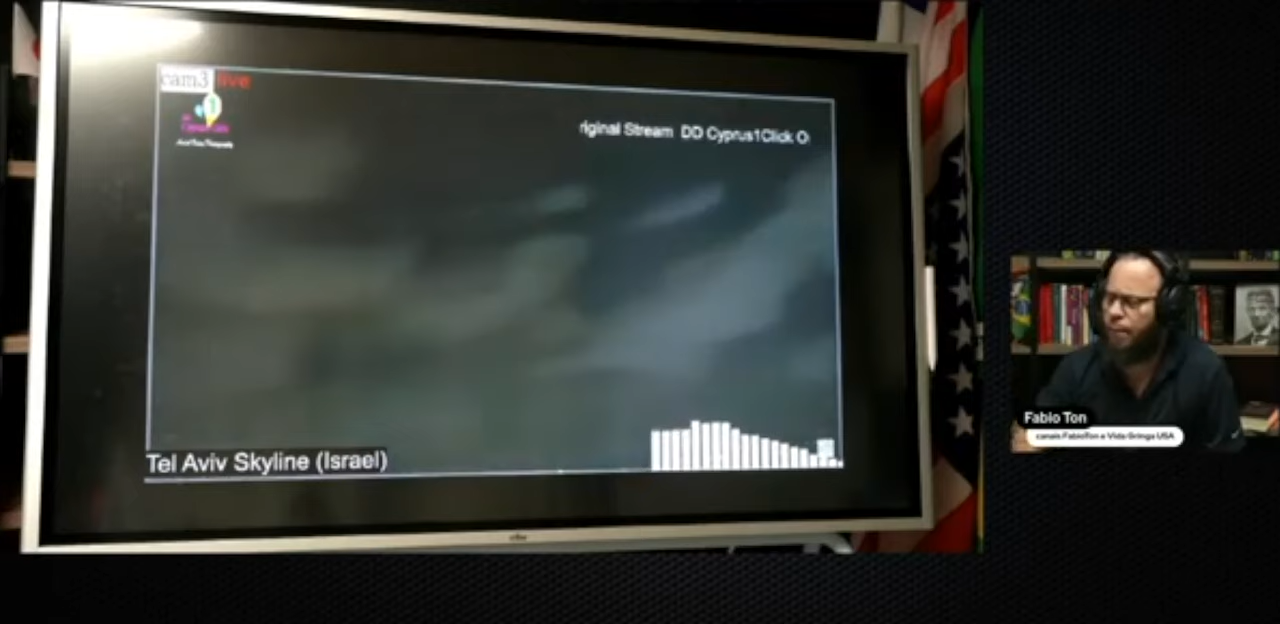 cam3 live
riginal Stream DD Cyprus1Click O
Tel Aviv Skyline (Israel)
Fabio Ton
canais FabioTon e Vida Gringa USA